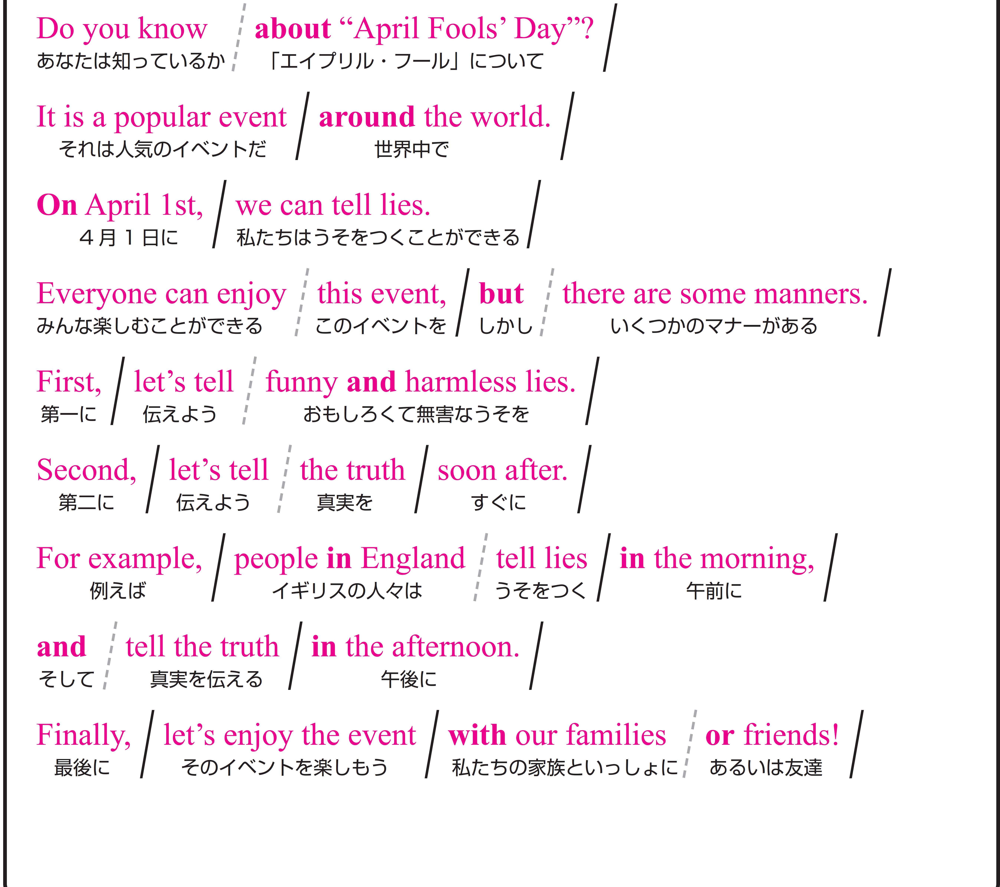 Do you know / about “April Fools’ Day”? /
あなたは知っているか 「エイプリル・フール」について
It is a popular event / around the world. /
それは人気のイベントだ 世界中で
On April 1st, / we can tell lies. /
４月１日に 私たちはうそをつくことができる
Everyone can enjoy / this event, / but / there are some manners. /
みんな楽しむことができる このイベントを しかし いくつかのマナーがある
First, / let’s tell / funny and harmless lies. /
第一に 伝えよう おもしろくて無害なうそを
Second, / let’s tell / the truth / soon after. /
第二に 伝えよう 真実を すぐに
For example, / people in England / tell lies / in the morning, /
例えば イギリスの人々は うそをつく 午前に
and / tell the truth / in the afternoon. /
そして 真実を伝える 午後に
Finally, / let’s enjoy the event / with our families / or friends! /
最後に そのイベントを楽しもう 私たちの家族といっしょに あるいは友達